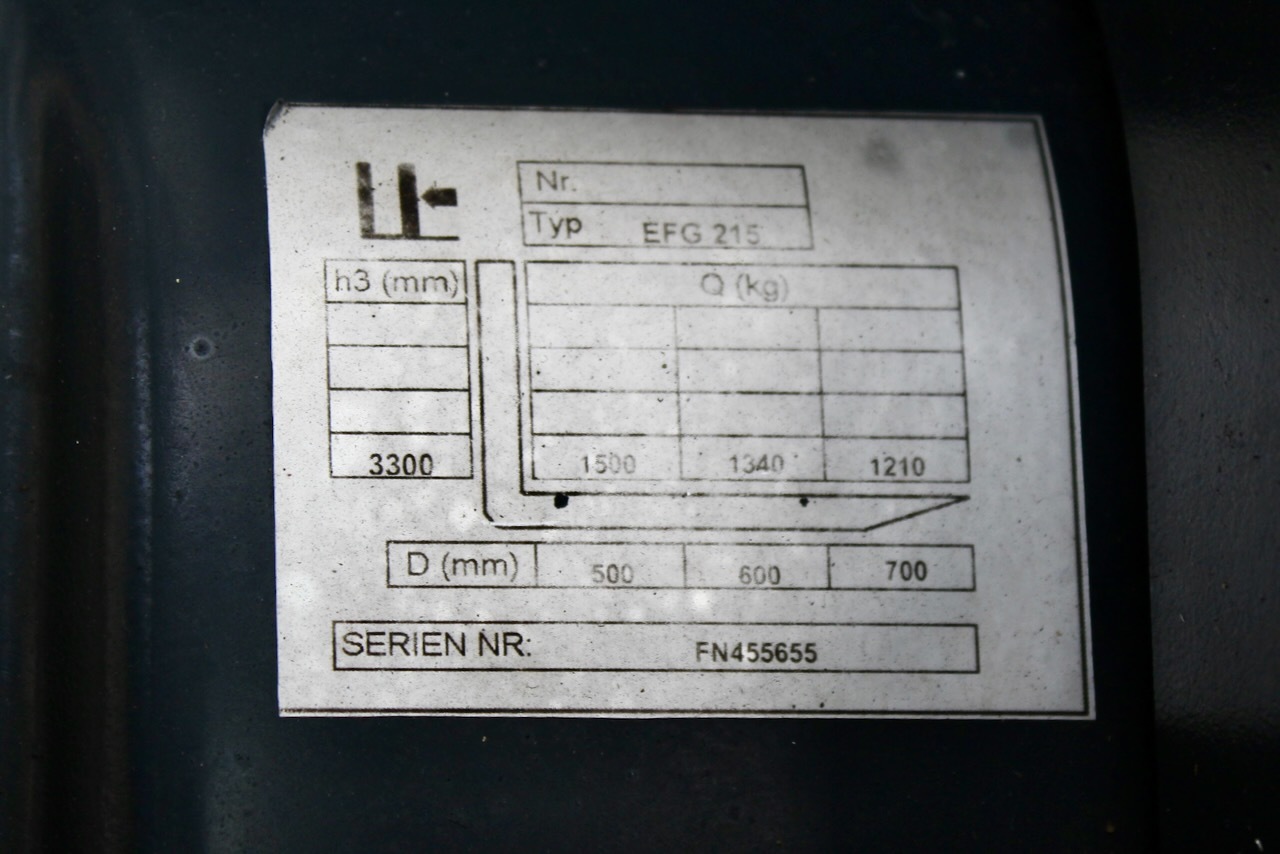 Nr.
Typ EFG 215
h3 (mm) Q (kg)
3300 1500 1340 1210
D (mm) 500 600 700
SERIEN NR: FN455655